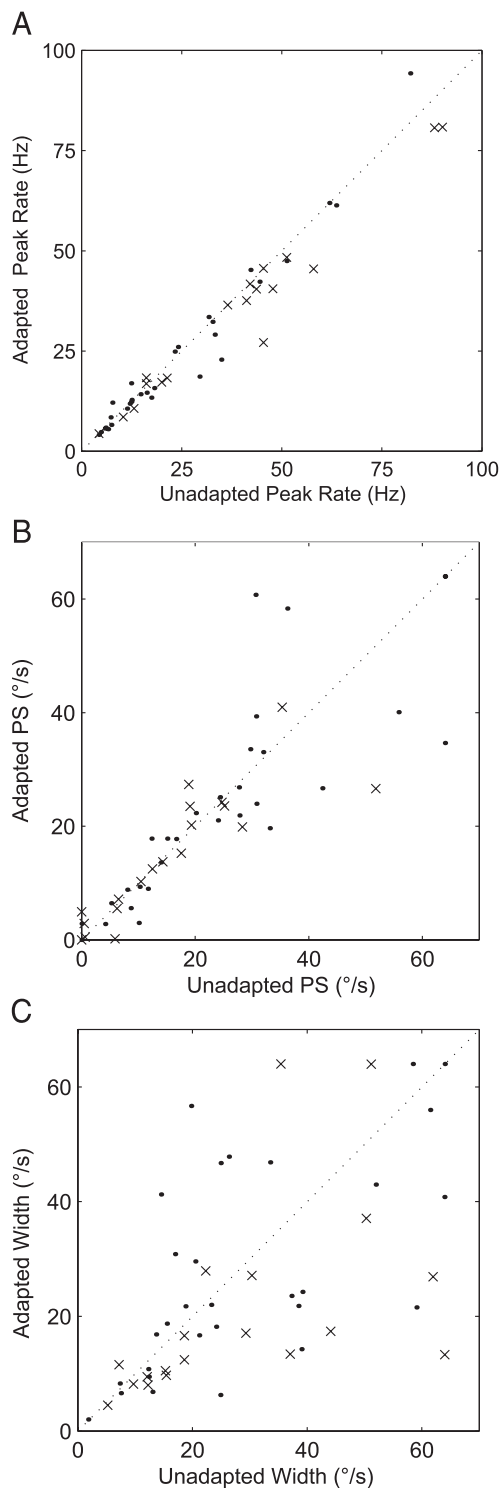 A
100
75
50
25
0
Adapted Peak Rate (Hz)
0 25 50 75 100
Unadapted Peak Rate (Hz)
B
60
40
20
0
Adapted PS (°/s)
0 20 40 60
Unadapted PS (°/s)
C
60
40
20
0
Adapted Width (°/s)
0 20 40 60
Unadapted Width (°/s)